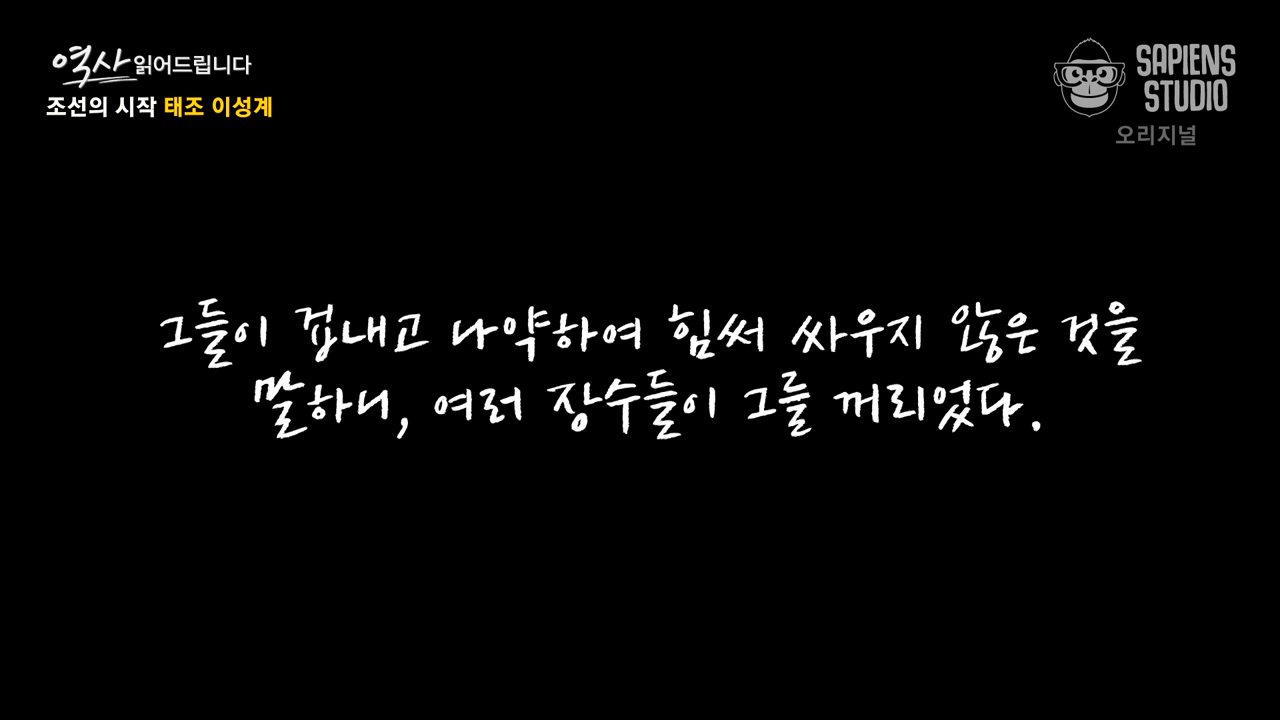 역사 읽어드립니다
조선의 시작 태조 이성계
SAPIENS
STUDIO
오리지널
그들이 겁내고 나약하여 힘써 싸우지 않은 것을
말하니, 여러 장수들이 그를 꺼리었다.